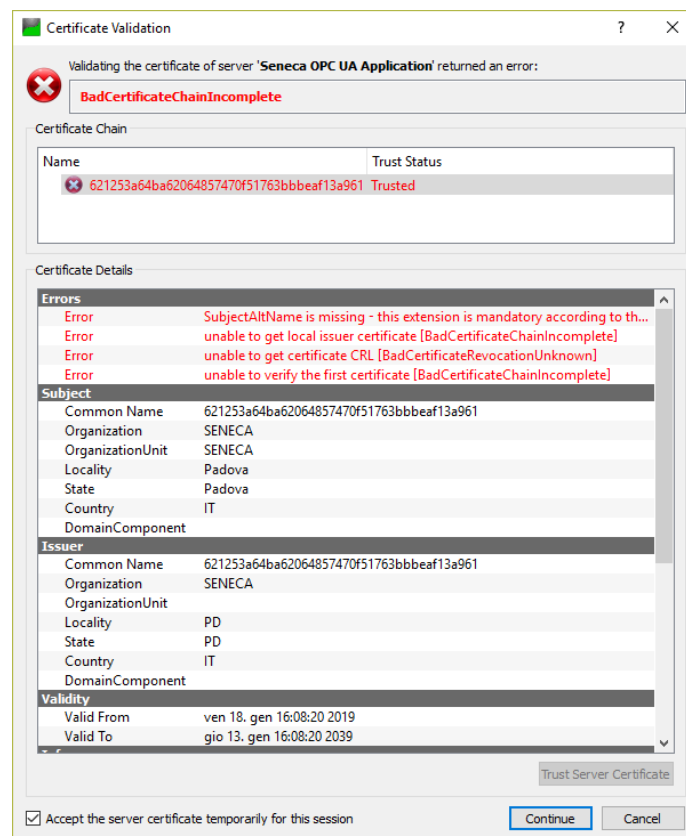 Certificate Validation
Validating the certificate of server 'Seneca OPC UA Application' returned an error:
BadCertificateChainIncomplete
Certificate Chain
Name Trust Status
621253a64ba62064857470f51763bbbeaf13a961 Trusted
Certificate Details
Errors
Error SubjectAltName is missing - this extension is mandatory according to th...
Error unable to get local issuer certificate [BadCertificateChainIncomplete]
Error unable to get certificate CRL [BadCertificateRevocationUnknown]
Error unable to verify the first certificate [BadCertificateChainIncomplete]
Subject
Common Name 621253a64ba62064857470f51763bbbeaf13a961
Organization SENECA
OrganizationUnit SENECA
Locality Padova
State Padova
Country IT
DomainComponent
Issuer
Common Name 621253a64ba62064857470f51763bbbeaf13a961
Organization SENECA
OrganizationUnit
Locality PD
State PD
Country IT
DomainComponent
Validity
Valid From ven 18. gen 16:08:20 2019
Valid To gio 13. gen 16:08:20 2039
Trust Server Certificate
Accept the server certificate temporarily for this session
Continue Cancel